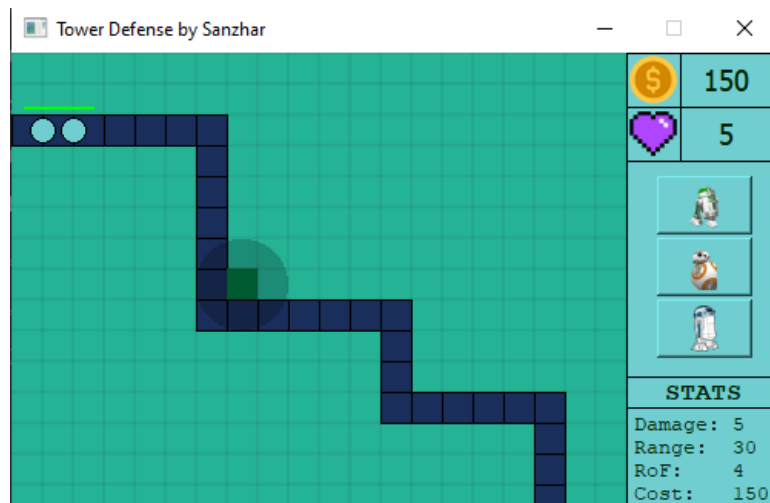 Tower Defense by Sanzhar
150
5
STATS
Damage: 5
Range: 30
RoF: 4
Cost: 150